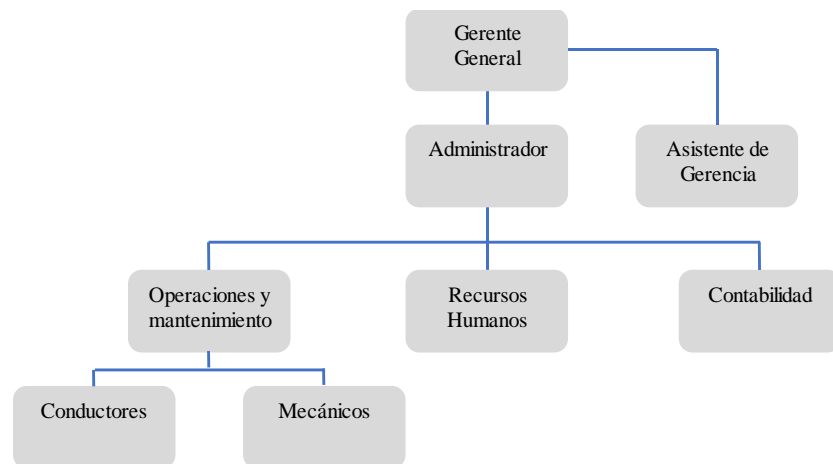 Gerente
General
Administrador
Asistente de
Gerencia
Operaciones y
mantenimiento
Recursos
Humanos
Contabilidad
Conductores
Mecánicos